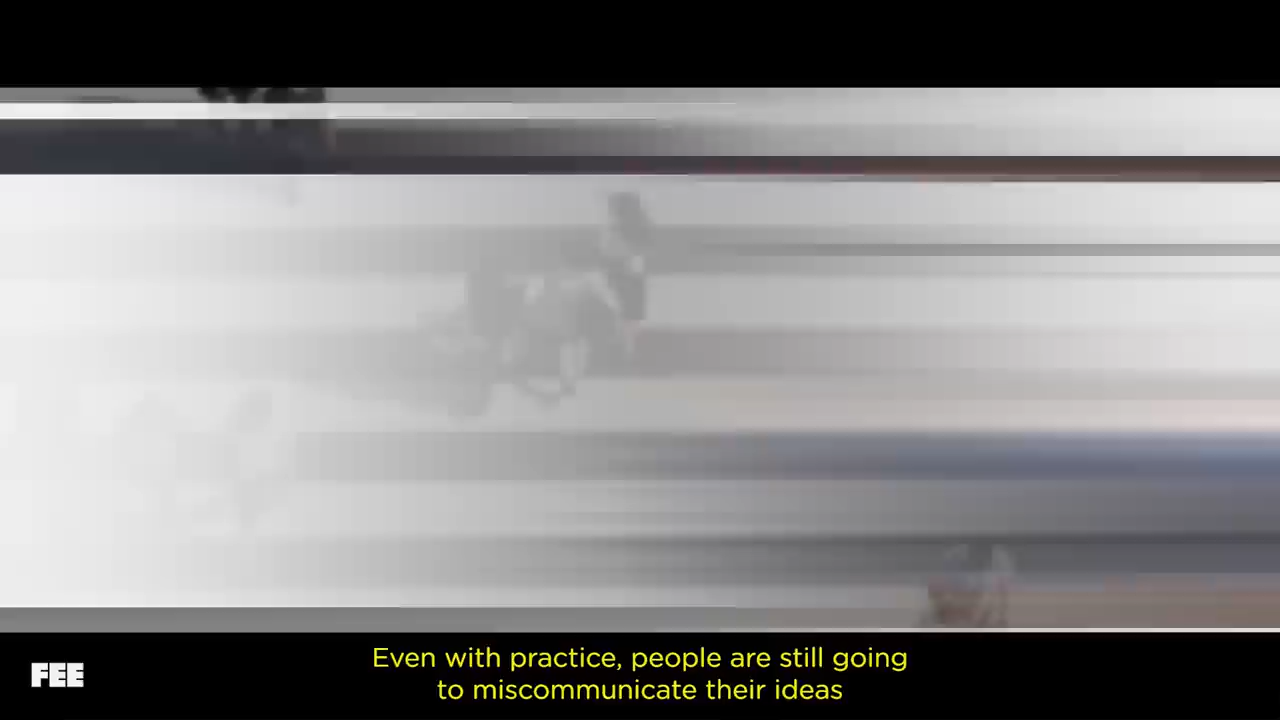 Even with practice, people are still going
to miscommunicate their ideas
FEE